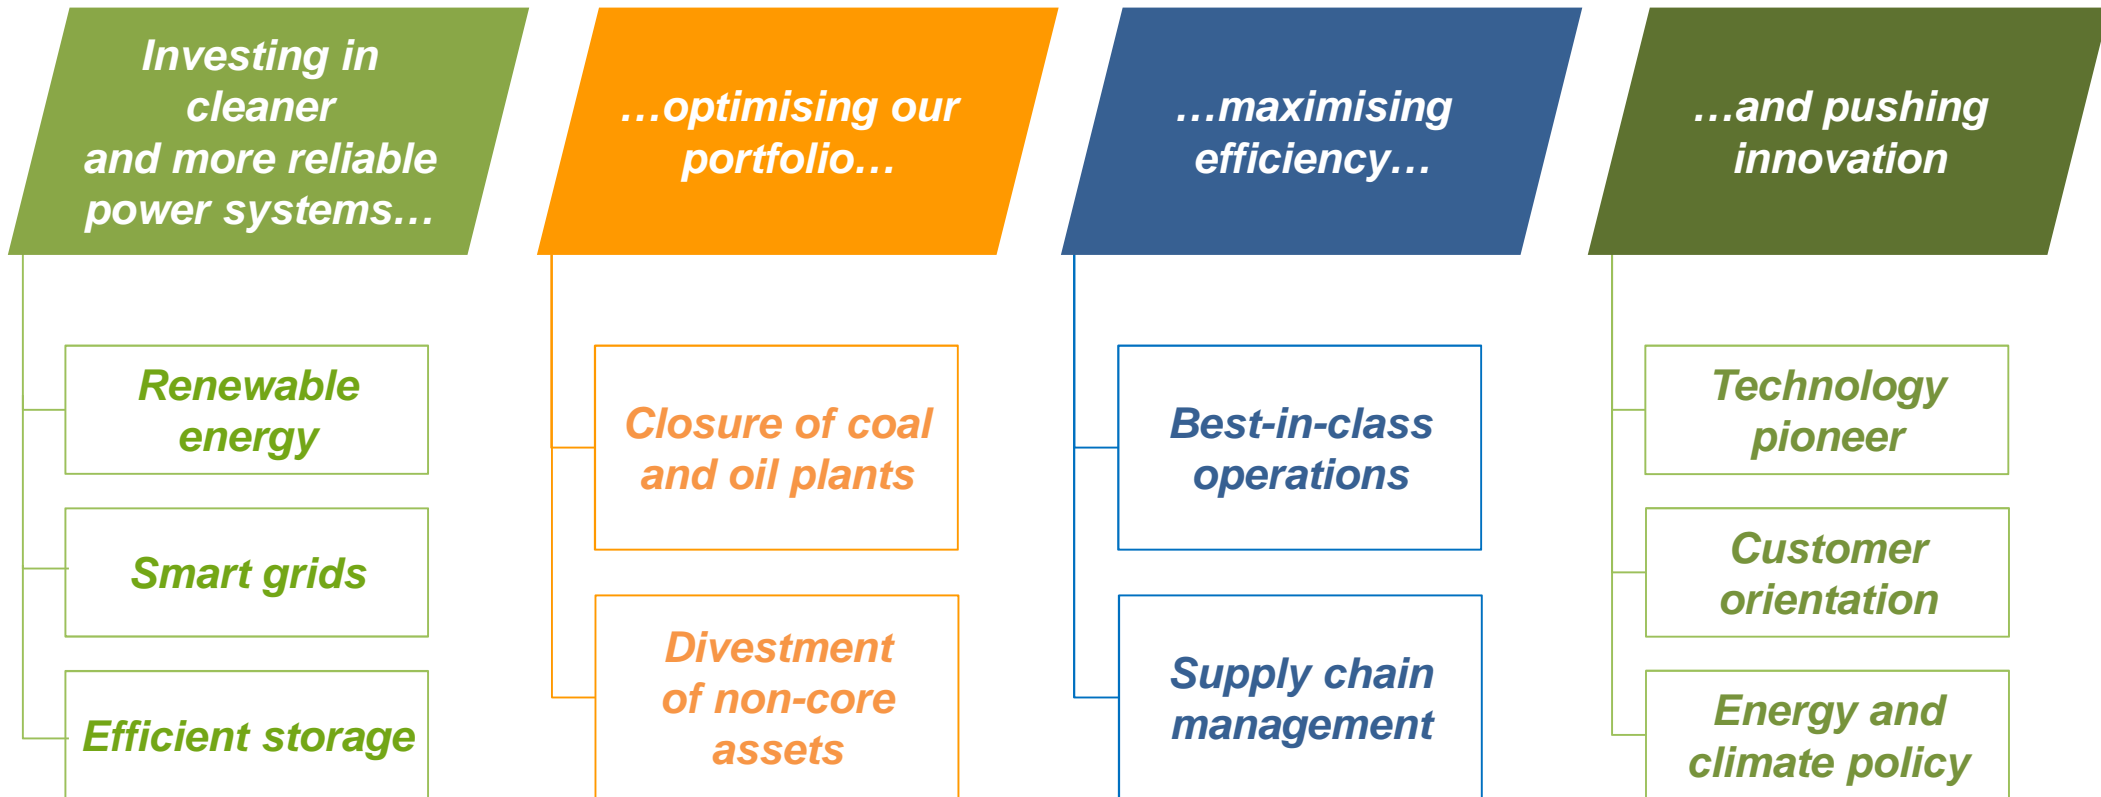 Investing in
cleaner
and more reliable
power systems…
…optimising our
portfolio…
…maximising
efficiency…
…and pushing
innovation
Renewable
energy
Smart grids
Efficient storage
Closure of coal
and oil plants
Divestment
of non-core
assets
Best-in-class
operations
Supply chain
management
Technology
pioneer
Customer
orientation
Energy and
climate policy